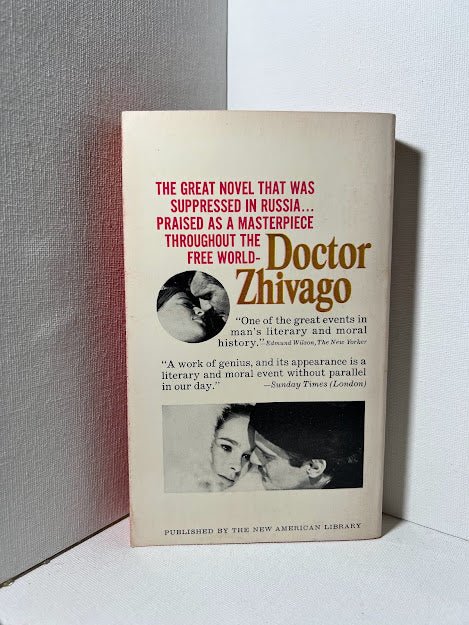 THE GREAT NOVEL THAT WAS
SUPPRESSED IN RUSSIA...
PRAISED AS A MASTERPIECE
THROUGHOUT THE
FREE WORLD-
Doctor
Zhivago
"One of the great events in
man's literary and moral
history." Edmund Wilson, The New Yorker
"A work of genius, and its appearance is a
literary and moral event without parallel
in our day." —Sunday Times (London)
PUBLISHED BY THE NEW AMERICAN LIBRARY